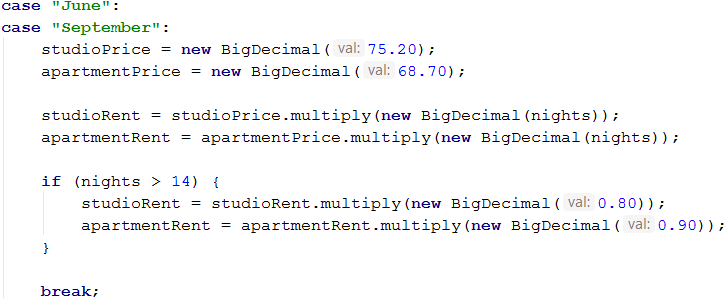 case "June":
case "September":
studioPrice = new BigDecimal( val: 75.20);
apartmentPrice = new BigDecimal( val: 68.70);
studioRent = studioPrice.multiply(new BigDecimal(nights));
apartmentRent = apartmentPrice.multiply(new BigDecimal(nights));
if (nights > 14) {
studioRent = studioRent.multiply(new BigDecimal( val: 0.80));
apartmentRent = apartmentRent.multiply(new BigDecimal( val: 0.90));
}
break;